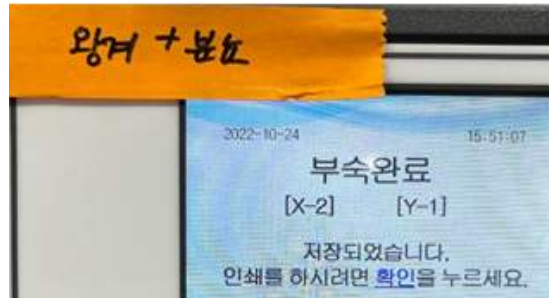 왕겨 + 분뇨
2022-10-24 15:51:07
부숙완료
[X-2] [Y-1]
저장되었습니다.
인쇄를 하시려면 확인을 누르세요.